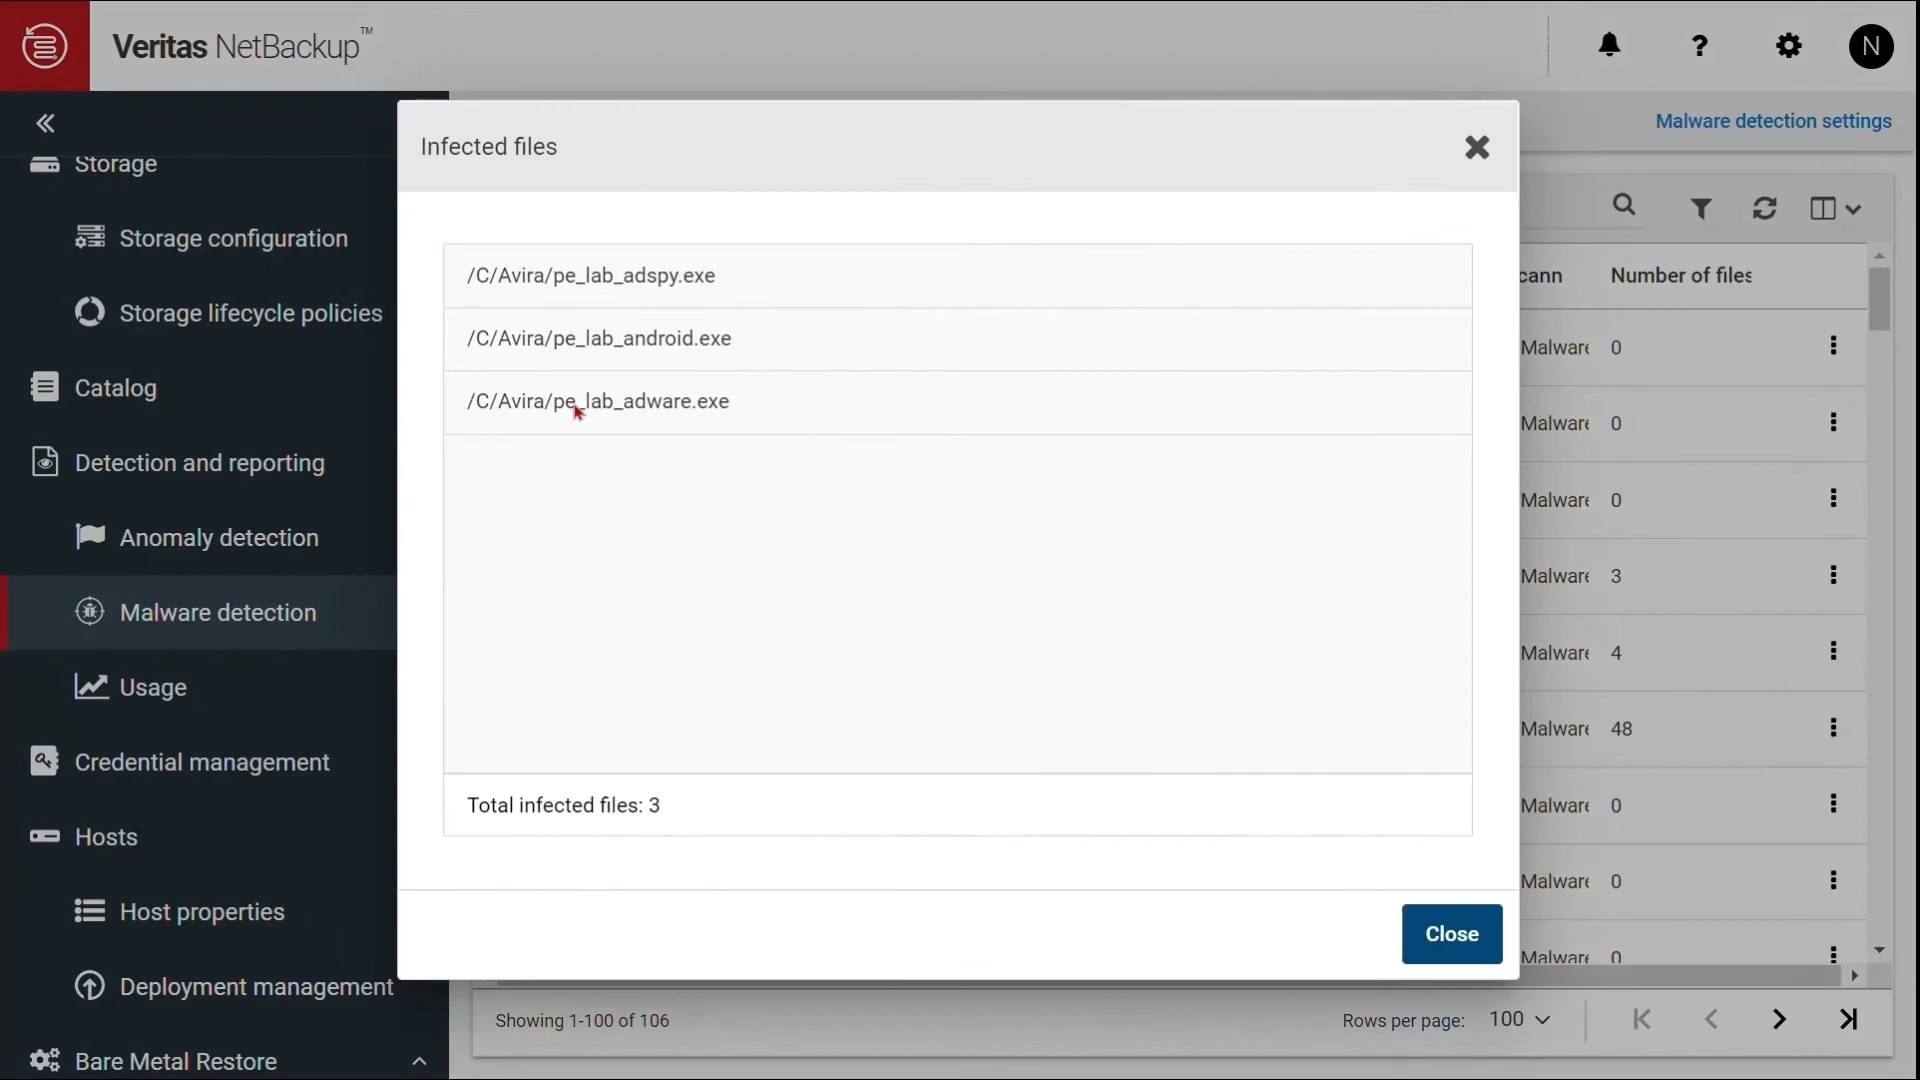 Veritas NetBackup™
N
Malware detection settings
Storage
Storage configuration
Storage lifecycle policies
Catalog
Detection and reporting
Anomaly detection
Malware detection
Usage
Credential management
Hosts
Host properties
Deployment management
Bare Metal Restore
Infected files
/C/Avira/pe_lab_adspy.exe
/C/Avira/pe_lab_android.exe
/C/Avira/pe_lab_adware.exe
Total infected files: 3
Close
cann Number of files
Malware 0
Malware 0
Malware 0
Malware 3
Malware 4
Malware 48
Malware 0
Malware 0
Malware 0
Showing 1-100 of 106
Rows per page: 100